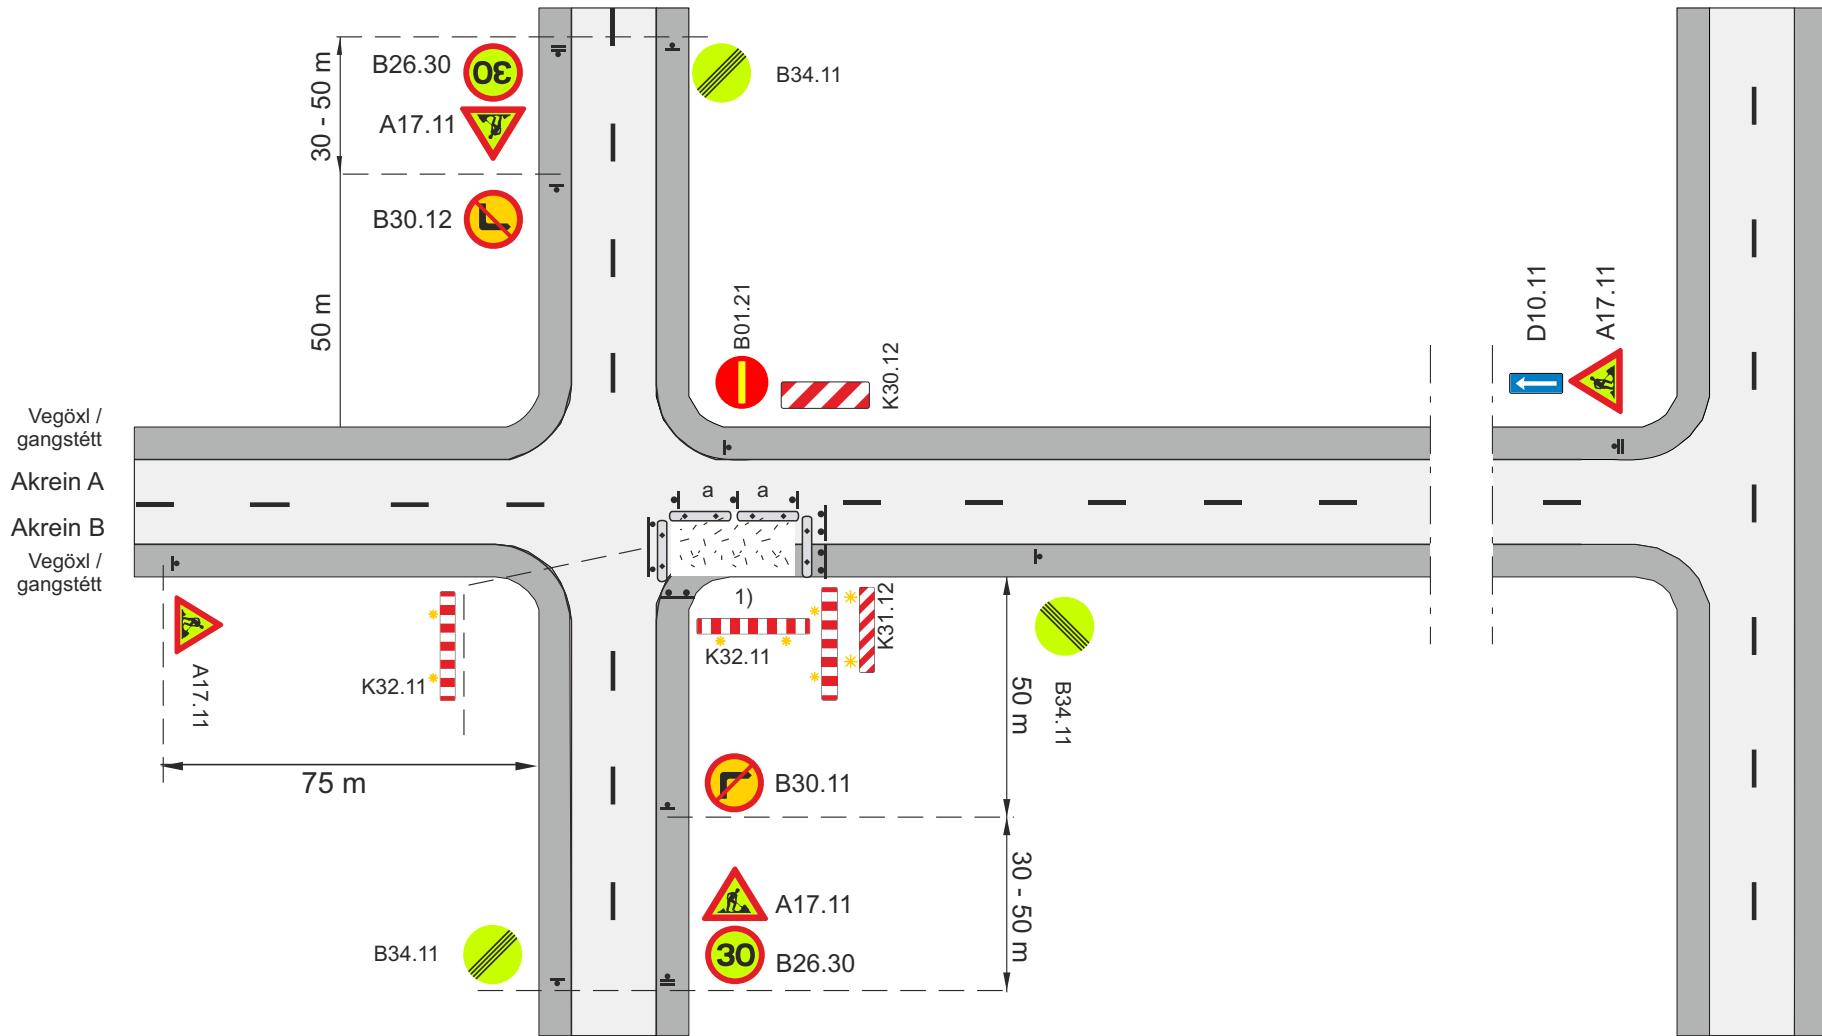 B26.30
30
B34.11
30 - 50 m
A17.11
B30.12
50 m
B01.21
K30.12
D10.11
A17.11
Vegöxl /
gangstétt
Akrein A
Akrein B
Vegöxl /
gangstétt
a
a
A17.11
K32.11
1)
K32.11
K31.12
50 m
B34.11
75 m
B30.11
30 - 50 m
A17.11
B34.11
30
B26.30